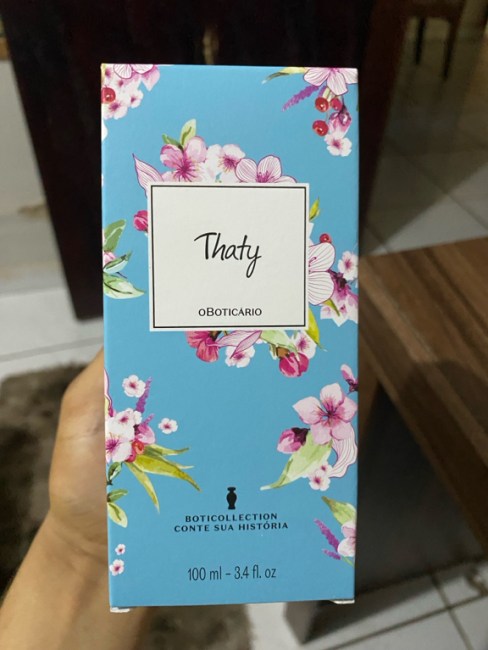 Thaty
oBOTICÁRIO
BOTICOLLECTION
CONTE SUA HISTÓRIA
100 ml – 3.4 fl. oz